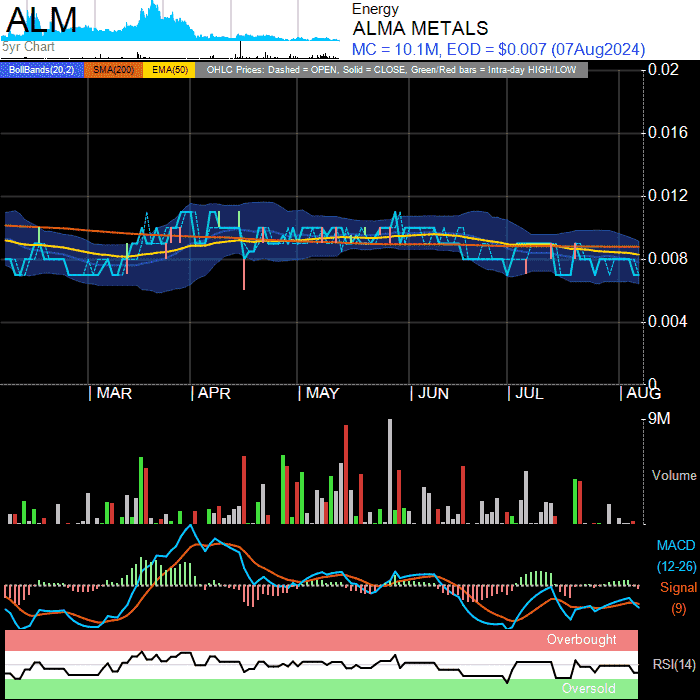 ALM
5yr Chart
Energy
ALMA METALS
MC = 10.1M, EOD = $0.007 (07Aug2024)
BollBands(20,2) SMA(200) EMA(50) OHLC Prices: Dashed = OPEN, Solid = CLOSE, Green/Red bars = Intra-day HIGH/LOW
0.02
0.016
0.012
0.008
0.004
0
| MAR | APR | MAY | JUN | JUL | AUG
9M
Volume
MACD
(12-26)
Signal
(9)
Overbought
RSI(14)
Oversold